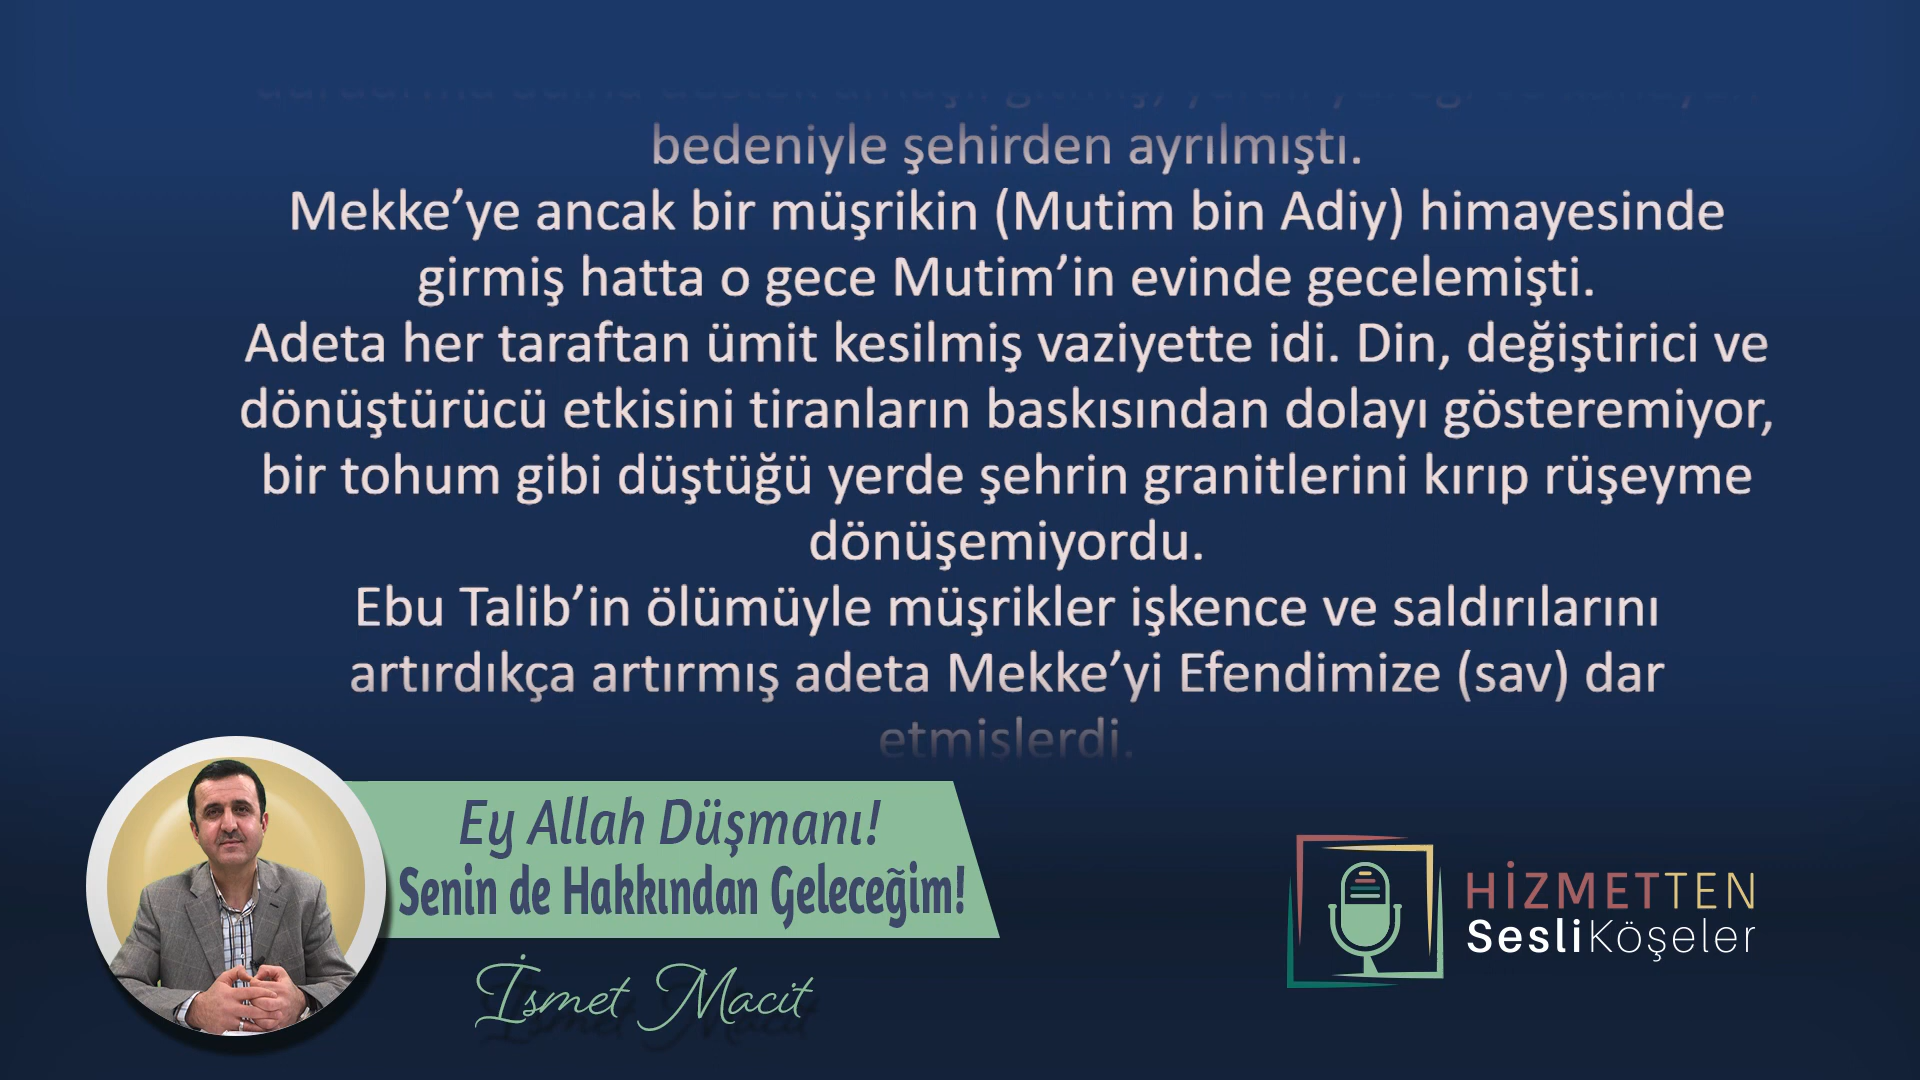 bedeniyle şehirden ayrılmıştı.
Mekke’ye ancak bir müşrikin (Mutim bin Adiy) himayesinde
girmiş hatta o gece Mutim’in evinde gecelemişti.
Adeta her taraftan ümit kesilmiş vaziyette idi. Din, değiştirici ve
dönüştürücü etkisini tiranların baskısından dolayı gösteremiyor,
bir tohum gibi düştüğü yerde şehrin granitlerini kırıp rüşeyme
dönüşemiyordu.
Ebu Talib’in ölümüyle müşrikler işkence ve saldırılarını
artırdıkça artırmış adeta Mekke’yi Efendimize (sav) dar
etmişlerdi.
Ey Allah Düşmanı!
Senin de Hakkından Geleceğim!
İsmet Macit
HİZMETTEN
SesliKöşeler